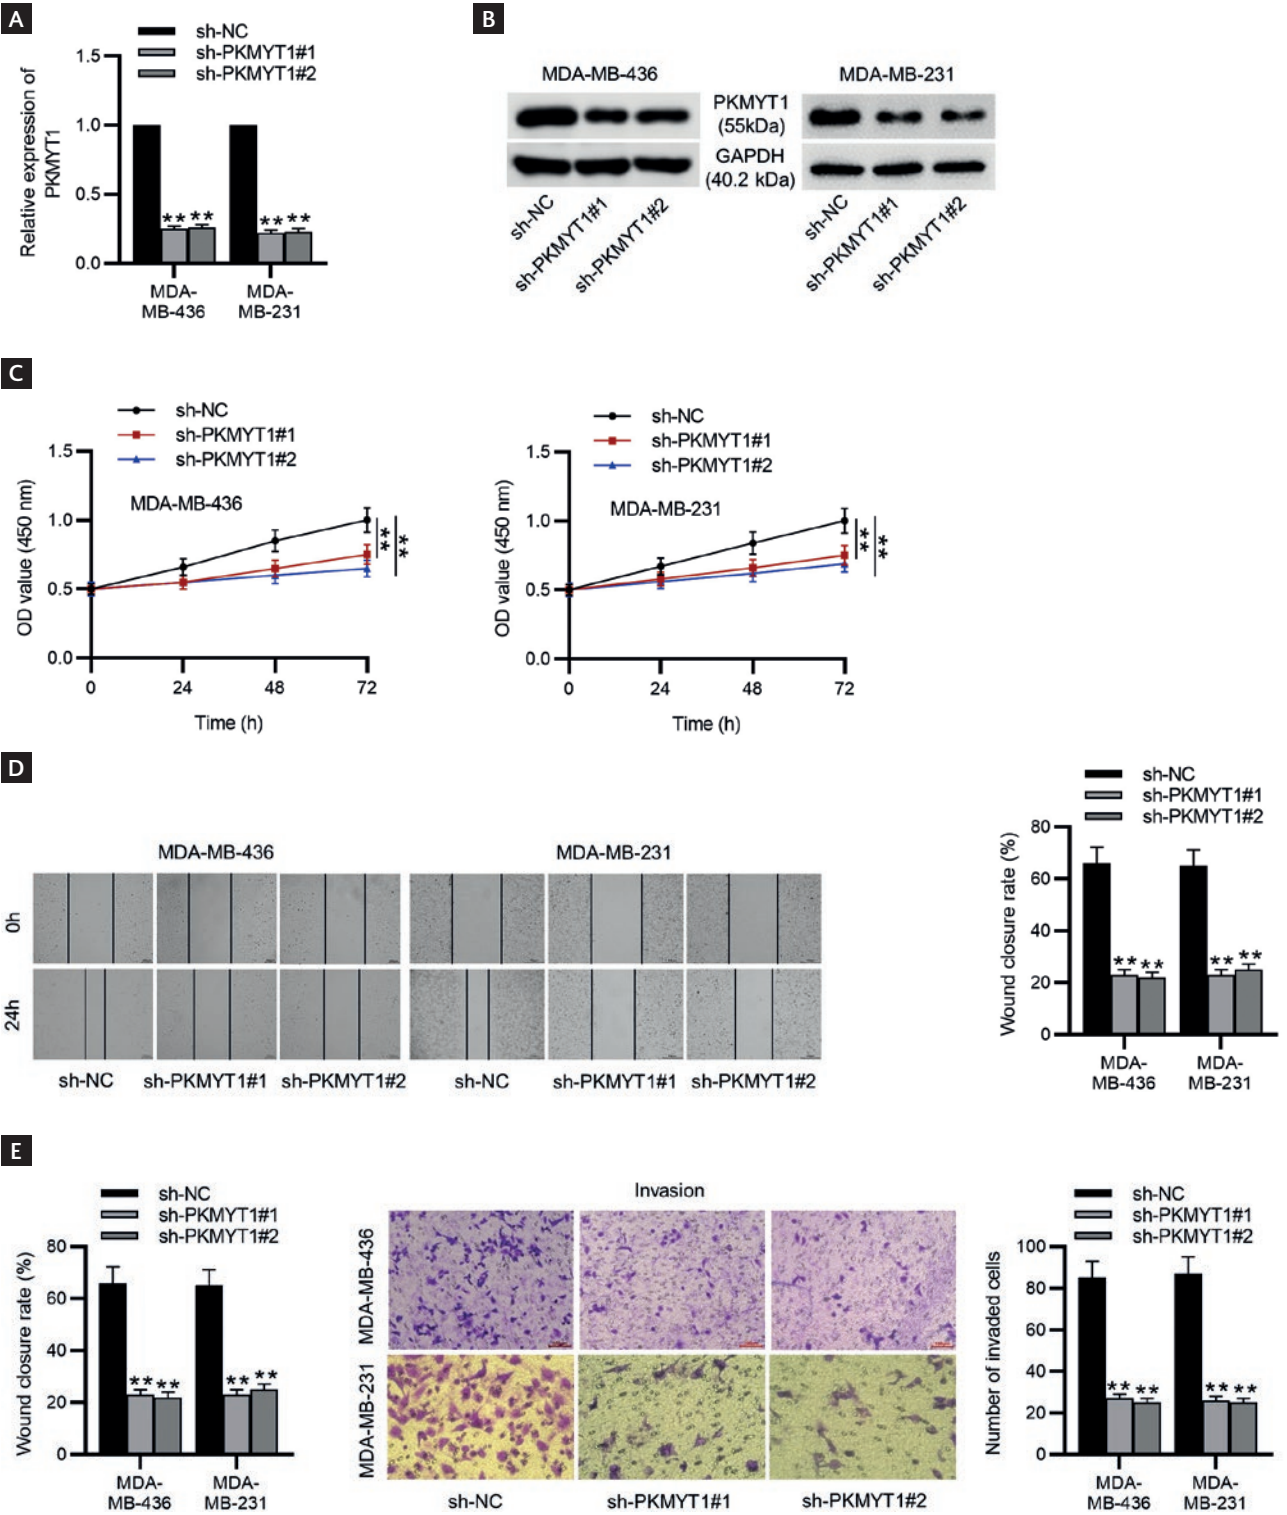 A
sh-NC
sh-PKMYT1#1
sh-PKMYT1#2
Relative expression of
PKMYT1
1.5
1.0
0.5
0.0
** **
** **
MDA-
MB-436
MDA-
MB-231
B
MDA-MB-436
MDA-MB-231
PKMYT1
(55kDa)
GAPDH
(40.2 kDa)
sh-NC
sh-PKMYT1#1
sh-PKMYT1#2
sh-NC
sh-PKMYT1#1
sh-PKMYT1#2
C
sh-NC
sh-PKMYT1#1
sh-PKMYT1#2
MDA-MB-436
OD value (450 nm)
1.5
1.0
0.5
0.0
**
**
0 24 48 72
Time (h)
sh-NC
sh-PKMYT1#1
sh-PKMYT1#2
MDA-MB-231
OD value (450 nm)
1.5
1.0
0.5
0.0
**
**
0 24 48 72
Time (h)
D
MDA-MB-436
MDA-MB-231
0h
24h
sh-NC sh-PKMYT1#1 sh-PKMYT1#2
sh-NC sh-PKMYT1#1 sh-PKMYT1#2
sh-NC
sh-PKMYT1#1
sh-PKMYT1#2
Wound closure rate (%)
80
60
40
20
0
** **
** **
MDA-
MB-436
MDA-
MB-231
E
sh-NC
sh-PKMYT1#1
sh-PKMYT1#2
Wound closure rate (%)
80
60
40
20
0
** **
** **
MDA-
MB-436
MDA-
MB-231
Invasion
MDA-MB-436
MDA-MB-231
sh-NC sh-PKMYT1#1 sh-PKMYT1#2
sh-NC
sh-PKMYT1#1
sh-PKMYT1#2
Number of invaded cells
100
80
60
40
20
0
** **
** **
MDA-
MB-436
MDA-
MB-231